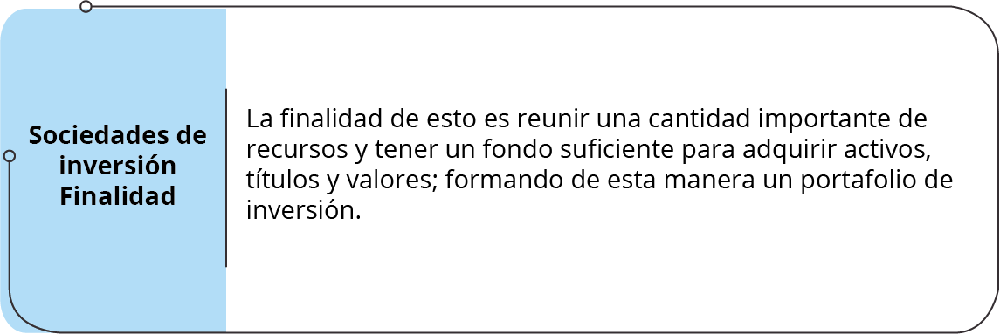 Sociedades de
inversión
Finalidad
La finalidad de esto es reunir una cantidad importante de
recursos y tener un fondo suficiente para adquirir activos,
títulos y valores; formando de esta manera un portafolio de
inversión.